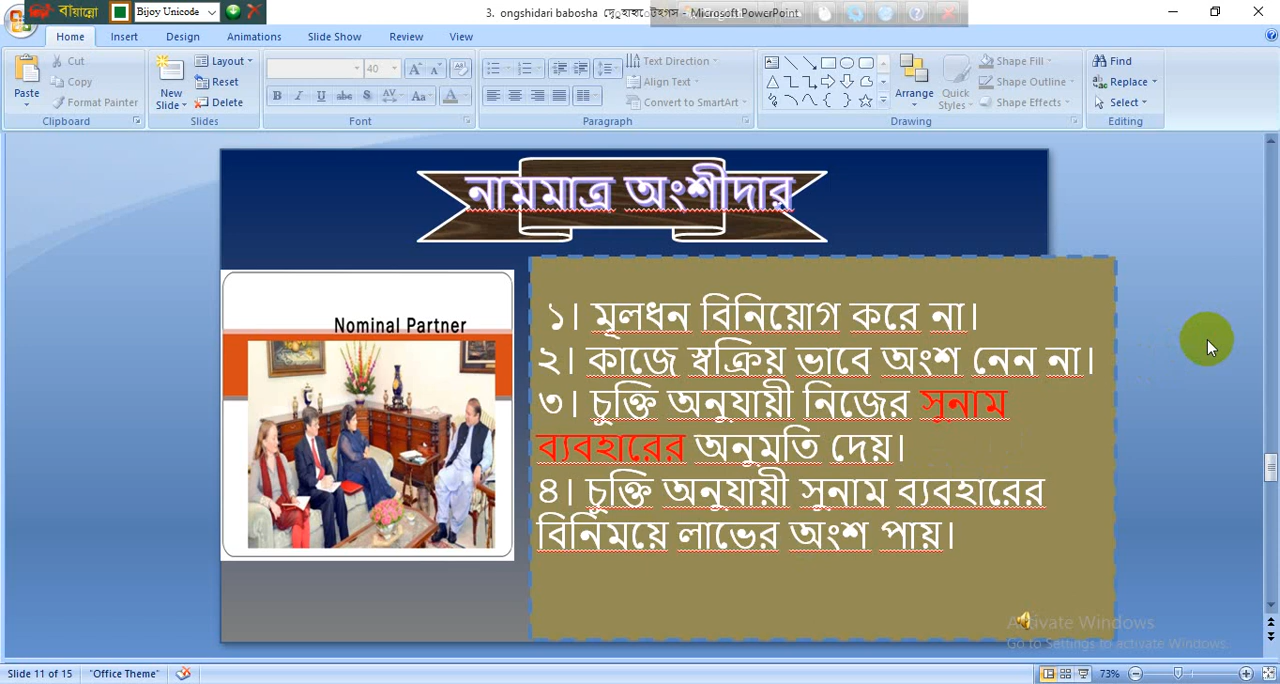 বায়ান্নো Bijoy Unicode 3. ongshidari babosha - Microsoft PowerPoint
Home Insert Design Animations Slide Show Review View
Paste Cut Copy Format Painter Clipboard
New Slide Layout Reset Delete Slides
40 Font
Text Direction Align Text Convert to SmartArt Paragraph
Arrange Quick Styles Shape Fill Shape Outline Shape Effects Drawing
Find Replace Select Editing
নামমাত্র অংশীদার
Nominal Partner
১। মূলধন বিনিয়োগ করে না।
২। কাজে স্বক্রিয় ভাবে অংশ নেন না।
৩। চুক্তি অনুযায়ী নিজের সুনাম
ব্যবহারের অনুমতি দেয়।
৪। চুক্তি অনুযায়ী সুনাম ব্যবহারের
বিনিময়ে লাভের অংশ পায়।
Activate Windows
Go to Settings to activate Windows.
Slide 11 of 15 "Office Theme" 73%